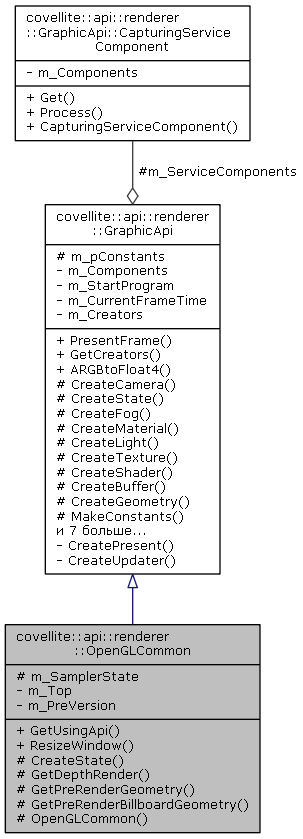 covellite::api::renderer
::GraphicApi::CapturingService
Component
- m_Components
+ Get()
+ Process()
+ CapturingServiceComponent()
#m_ServiceComponents
covellite::api::renderer
::GraphicApi
# m_pConstants
- m_Components
- m_StartProgram
- m_CurrentFrameTime
- m_Creators
+ PresentFrame()
+ GetCreators()
+ ARGBtoFloat4()
# CreateCamera()
# CreateState()
# CreateFog()
# CreateMaterial()
# CreateLight()
# CreateTexture()
# CreateShader()
# CreateBuffer()
# CreateGeometry()
# MakeConstants()
и 7 больше...
- CreatePresent()
- CreateUpdater()
covellite::api::renderer
::OpenGLCommon
# m_SamplerState
- m_Top
- m_PreVersion
+ GetUsingApi()
+ ResizeWindow()
# CreateState()
# GetDepthRender()
# GetPreRenderGeometry()
# GetPreRenderBillboardGeometry()
# OpenGLCommon()